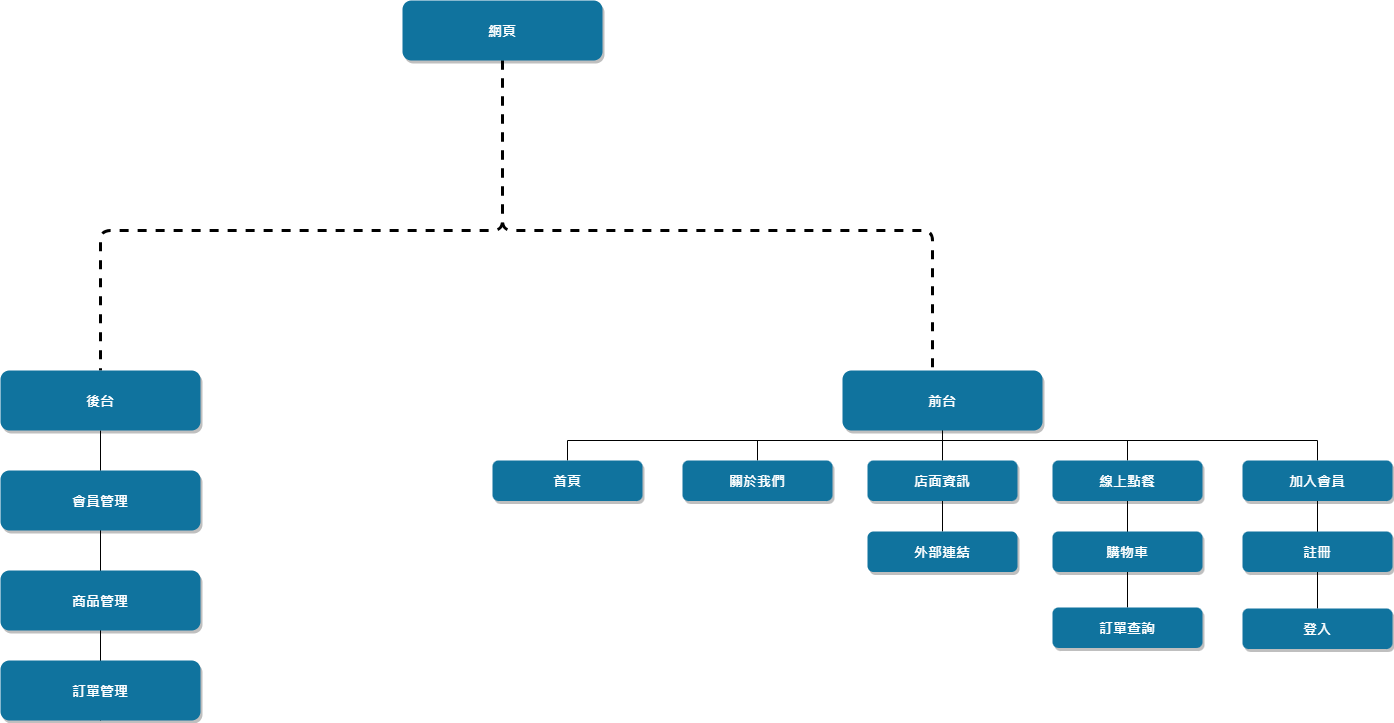 網頁
後台
前台
首頁
關於我們
店面資訊
線上點餐
加入會員
會員管理
外部連結
購物車
註冊
商品管理
訂單查詢
登入
訂單管理